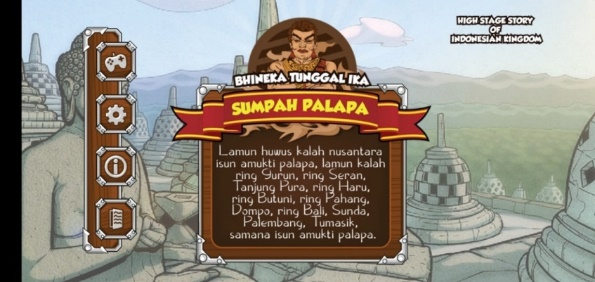 HIGH STAGE STORY
OF
INDONESIAN KINGDOM
BHINEKA TUNGGAL IKA
SUMPAH PALAPA
Lamun huwus kalah nusantara
isun amukti palapa, lamun kalah
ring Gurun, ring Seran,
Tanjung Pura, ring Haru,
ring Butuni, ring Pahang,
Dompo, ring Bali, Sunda,
Palembang, Tumasik,
samana isun amukti palapa.